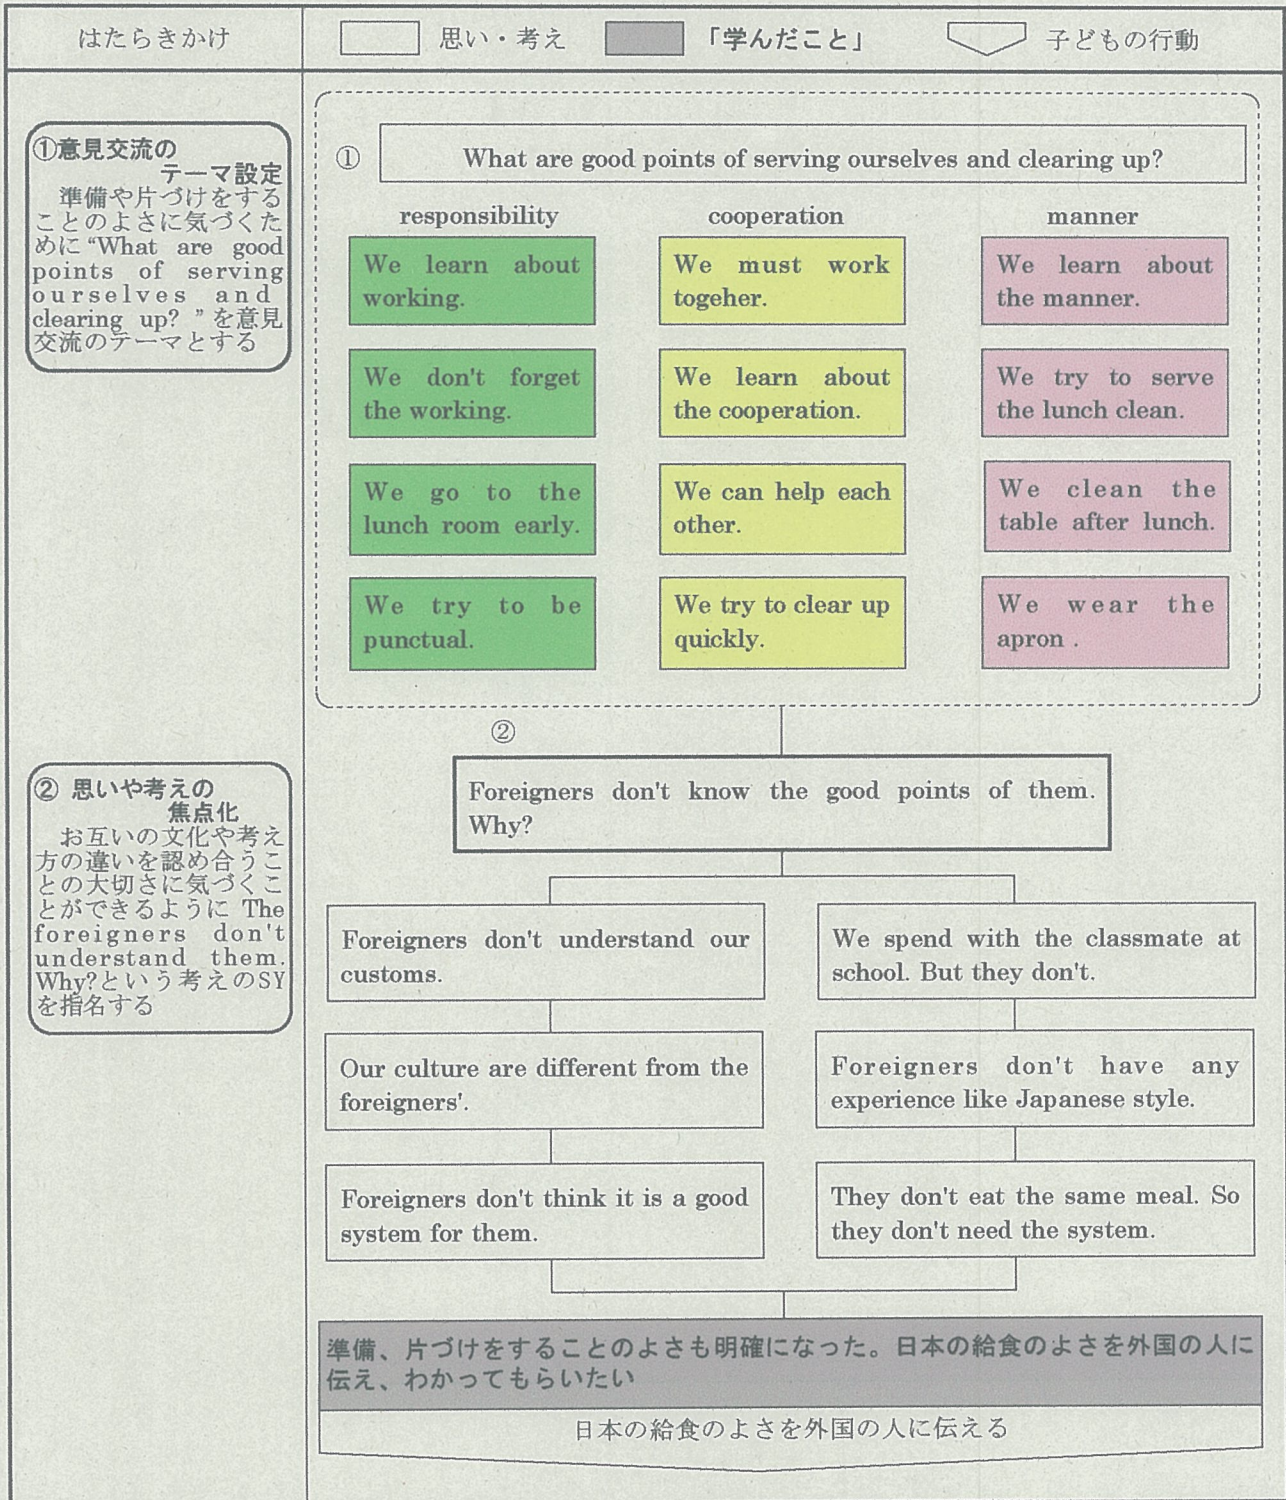 はたらきかけ
思い・考え
「学んだこと」
子どもの行動
①意見交流の
テーマ設定
準備や片づけをする
ことのよさに気づくた
めに “What are good
points of serving
ourselves and
clearing up? ” を意見
交流のテーマとする
①
What are good points of serving ourselves and clearing up?
responsibility
We learn about
working.
We don't forget
the working.
We go to the
lunch room early.
We try to be
punctual.
cooperation
We must work
togeher.
We learn about
the cooperation.
We can help each
other.
We try to clear up
quickly.
manner
We learn about
the manner.
We try to serve
the lunch clean.
We clean the
table after lunch.
We wear the
apron .
② 思いや考えの
焦点化
お互いの文化や考え
方の違いを認め合うこ
との大切さに気づくこ
とができるように The
foreigners don't
understand them.
Why?という考えのSY
を指名する
②
Foreigners don't know the good points of them.
Why?
Foreigners don't understand our
customs.
Our culture are different from the
foreigners'.
Foreigners don't think it is a good
system for them.
We spend with the classmate at
school. But they don't.
Foreigners don't have any
experience like Japanese style.
They don't eat the same meal. So
they don't need the system.
準備、片づけをすることのよさも明確になった。日本の給食のよさを外国の人に
伝え、わかってもらいたい
日本の給食のよさを外国の人に伝える